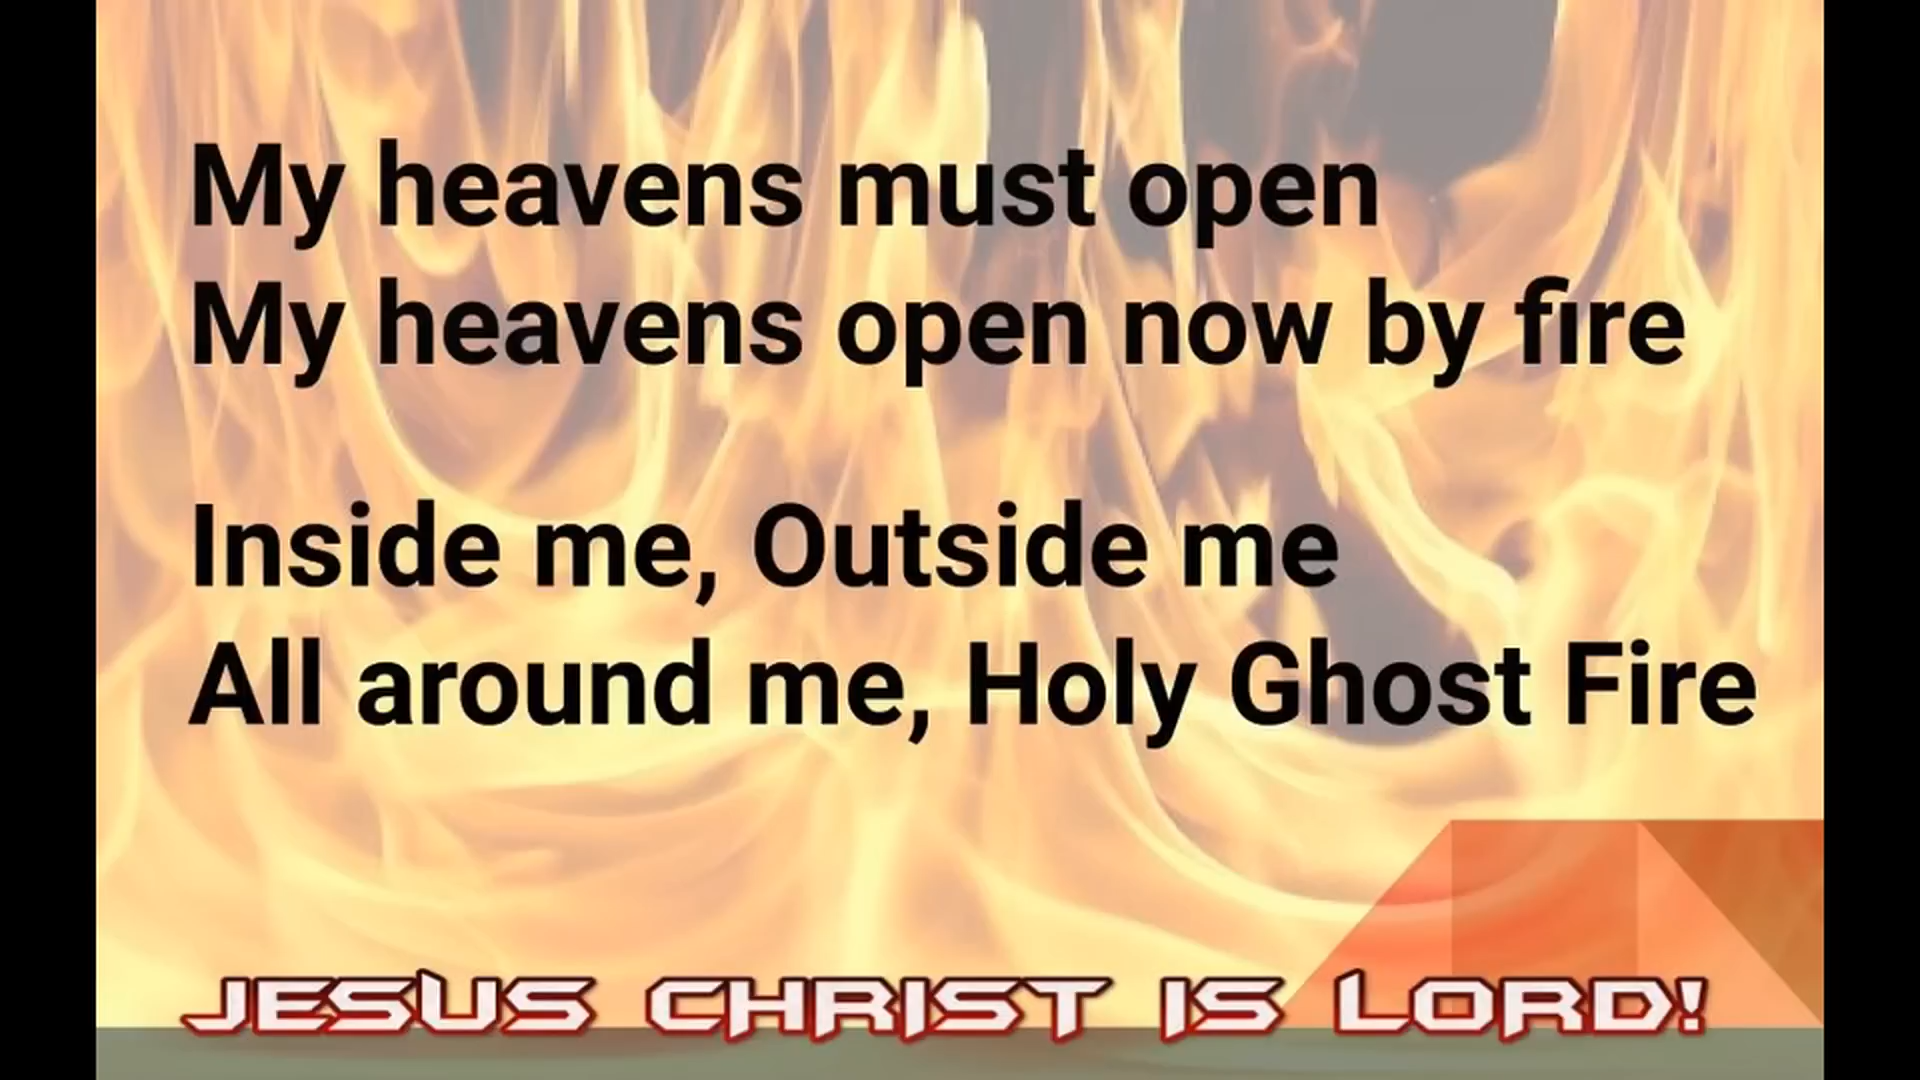 My heavens must open
My heavens open now by fire
Inside me, Outside me
All around me, Holy Ghost Fire
JESUS CHRIST IS LORD!